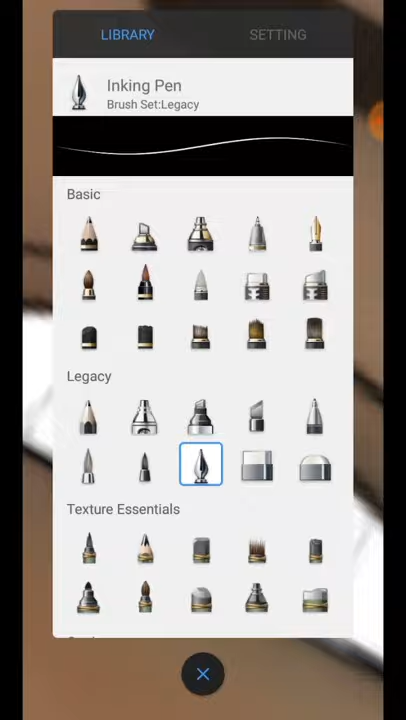 LIBRARY SETTING
Inking Pen
Brush Set:Legacy
Basic
Legacy
Texture Essentials